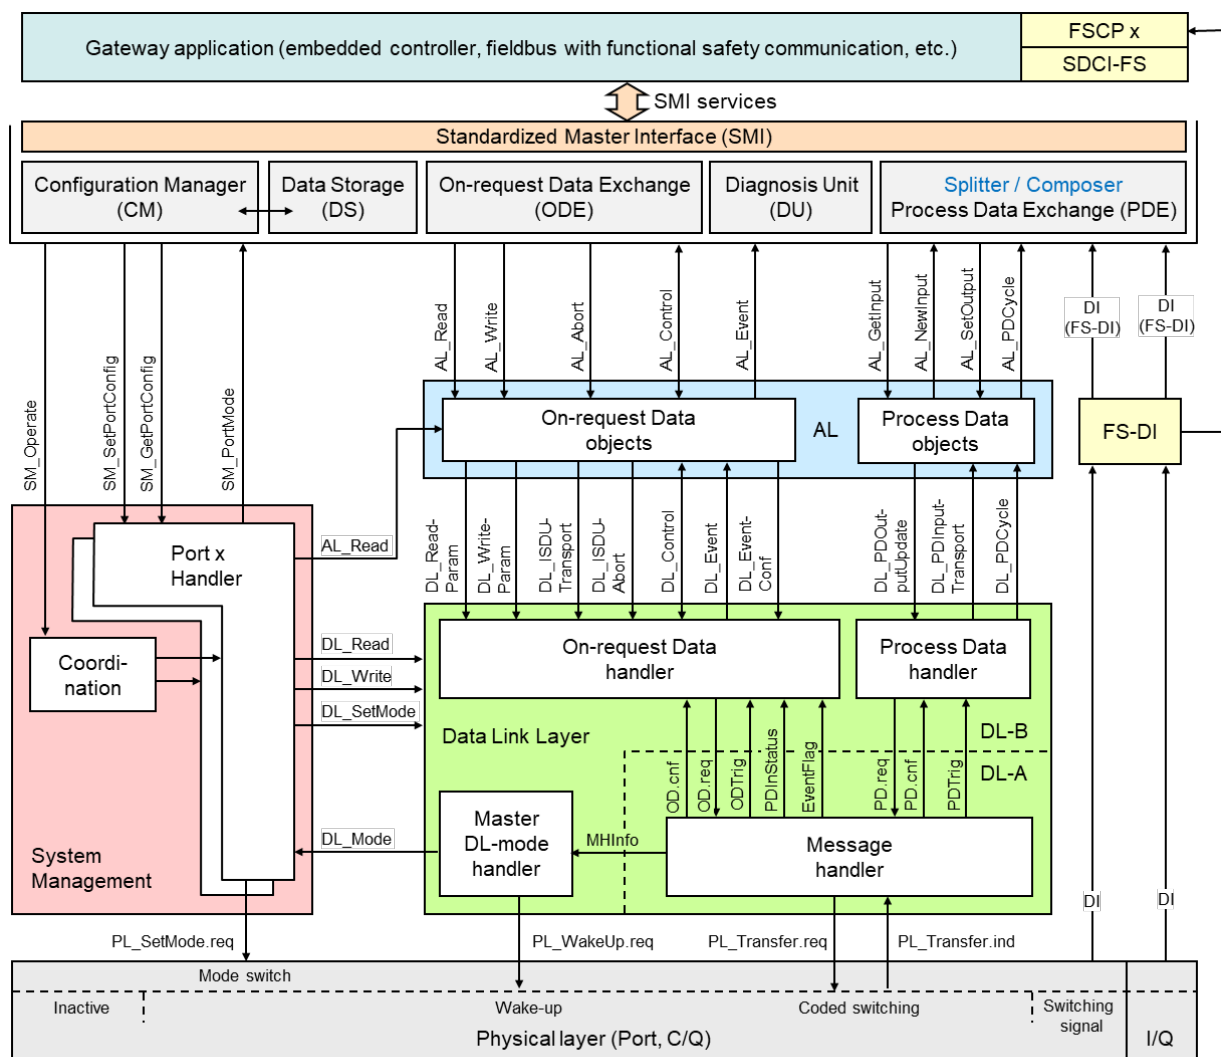 Gateway application (embedded controller, fieldbus with functional safety communication, etc.)
FSCP x
SDCI-FS
SMI services
Standardized Master Interface (SMI)
Configuration Manager
(CM)
Data Storage
(DS)
On-request Data Exchange
(ODE)
Diagnosis Unit
(DU)
Splitter / Composer
Process Data Exchange (PDE)
SM_Operate
SM_SetPortConfig
SM_GetPortConfig
SM_PortMode
AL_Read
AL_Write
AL_Abort
AL_Control
AL_Event
AL_GetInput
AL_NewInput
AL_SetOutput
AL_PDCycle
DI
(FS-DI)
DI
(FS-DI)
On-request Data
objects
AL
Process Data
objects
FS-DI
Port x
Handler
AL_Read
DL_Read-
Param
DL_Write-
Param
DL_ISDU-
Transport
DL_ISDU-
Abort
DL_Control
DL_Event
DL_Event-
Conf
DL_PDOut-
putUpdate
DL_PDInput-
Transport
DL_PDCycle
Coordi-
nation
DL_Read
DL_Write
DL_SetMode
On-request Data
handler
Process Data
handler
Data Link Layer
DL-B
DL-A
OD.cnf
OD.req
ODTrig
PDInStatus
EventFlag
PD.req
PD.cnf
PDTrig
System
Management
DL_Mode
Master
DL-mode
handler
MHInfo
Message
handler
DI
DI
PL_SetMode.req
PL_WakeUp.req
PL_Transfer.req
PL_Transfer.ind
Mode switch
Inactive
Wake-up
Coded switching
Switching
signal
Physical layer (Port, C/Q)
I/Q